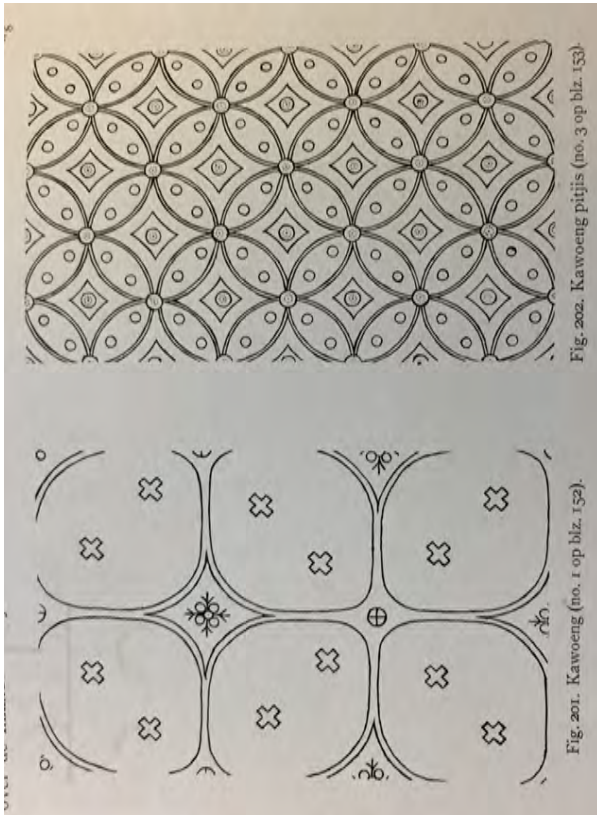 Fig. 201. Kawoeng (no. 1 op blz. 152).
Fig. 202. Kawoeng pitjis (no. 3 op blz. 153).